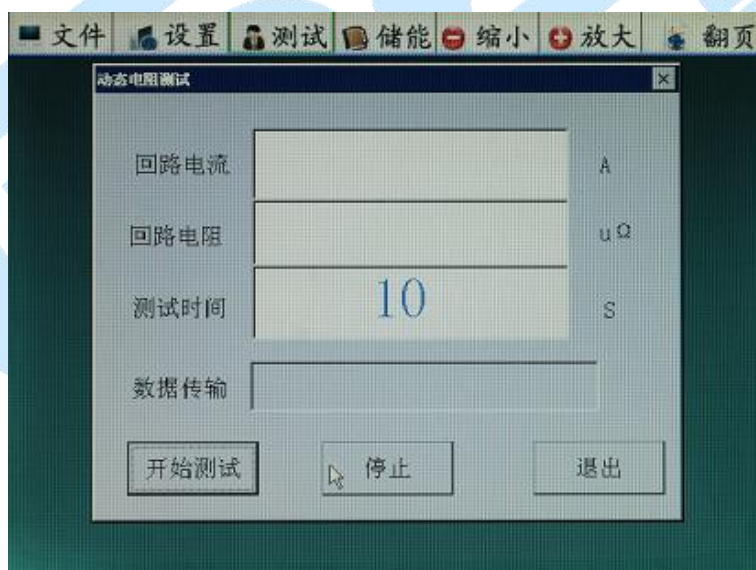 文件 设置 测试 储能 缩小 放大 翻页
动态电阻测试
回路电流 A
回路电阻 uΩ
测试时间 10 S
数据传输
开始测试 停止 退出